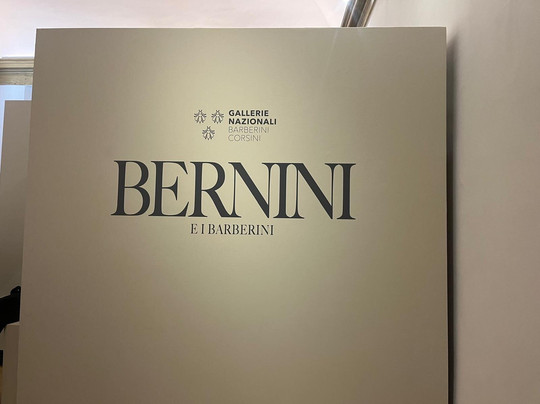 GALLERIE
NAZIONALI
BARBERINI
CORSINI
BERNINI
E I BARBERINI